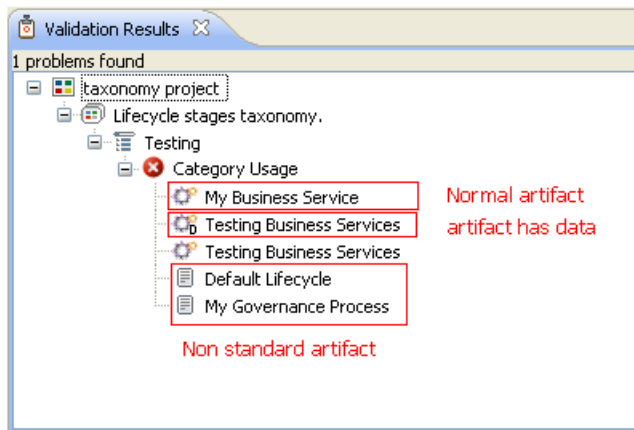 Validation Results
1 problems found
taxonomy project
Lifecycle stages taxonomy.
Testing
Category Usage
My Business Service Normal artifact
D Testing Business Services artifact has data
Testing Business Services
Default Lifecycle
My Governance Process
Non standard artifact